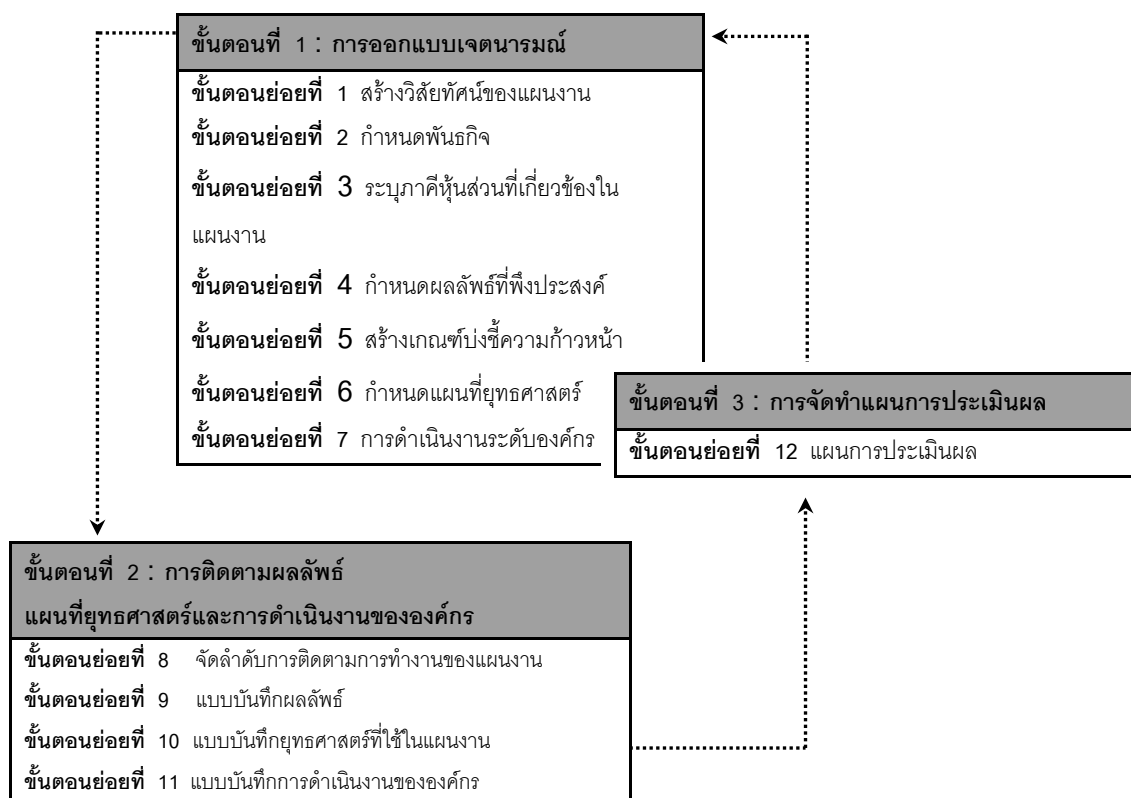 ขั้นตอนที่ 1 : การออกแบบเจตนารมณ์
ขั้นตอนย่อยที่ 1 สร้างวิสัยทัศน์ของแผนงาน
ขั้นตอนย่อยที่ 2 กำหนดพันธกิจ
ขั้นตอนย่อยที่ 3 ระบุภาคีหุ้นส่วนที่เกี่ยวข้องใน
แผนงาน
ขั้นตอนย่อยที่ 4 กำหนดผลลัพธ์ที่พึงประสงค์
ขั้นตอนย่อยที่ 5 สร้างเกณฑ์บ่งชี้ความก้าวหน้า
ขั้นตอนย่อยที่ 6 กำหนดแผนที่ยุทธศาสตร์
ขั้นตอนย่อยที่ 7 การดำเนินงานระดับองค์กร
ขั้นตอนที่ 3 : การจัดทำแผนการประเมินผล
ขั้นตอนย่อยที่ 12 แผนการประเมินผล
ขั้นตอนที่ 2 : การติดตามผลลัพธ์
แผนที่ยุทธศาสตร์และการดำเนินงานขององค์กร
ขั้นตอนย่อยที่ 8 จัดลำดับการติดตามการทำงานของแผนงาน
ขั้นตอนย่อยที่ 9 แบบบันทึกผลลัพธ์
ขั้นตอนย่อยที่ 10 แบบบันทึกยุทธศาสตร์ที่ใช้ในแผนงาน
ขั้นตอนย่อยที่ 11 แบบบันทึกการดำเนินงานขององค์กร